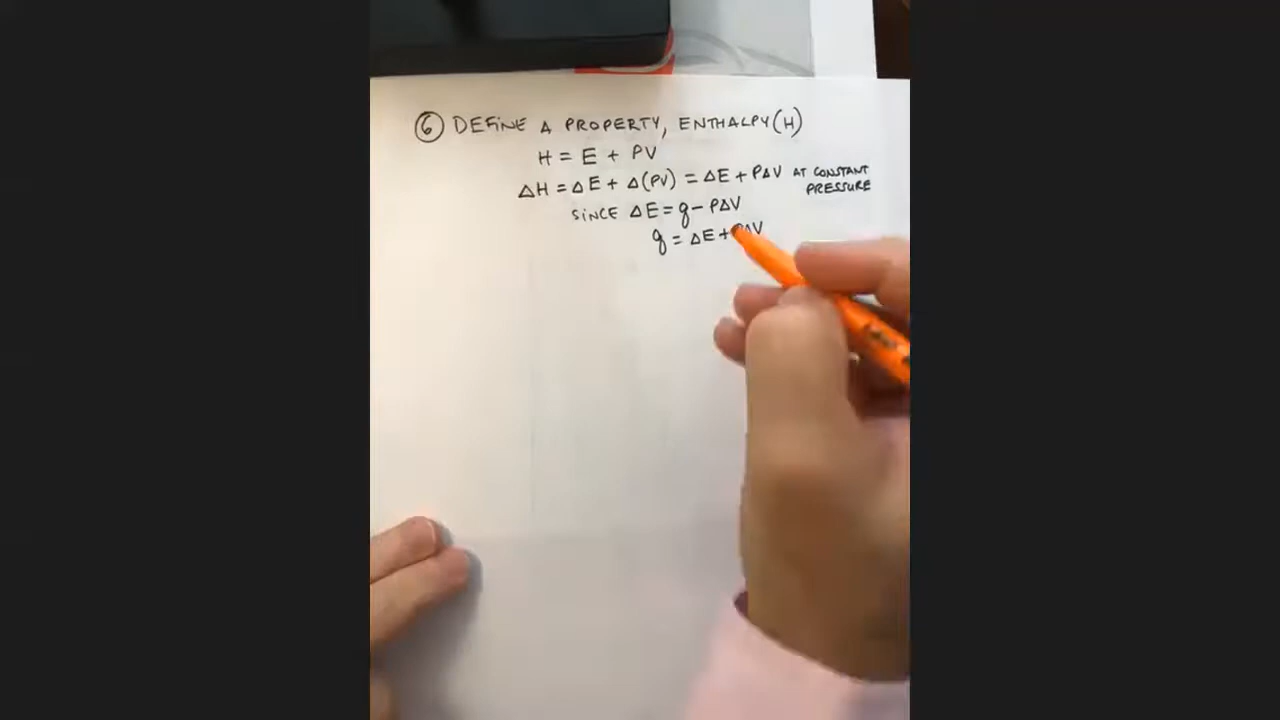 ⑥ DEFINE A PROPERTY, ENTHALPY (H)
H = E + PV
ΔH = ΔE + Δ(PV) = ΔE + PΔV AT CONSTANT PRESSURE
SINCE ΔE = q - PΔV
q = ΔE + PΔV